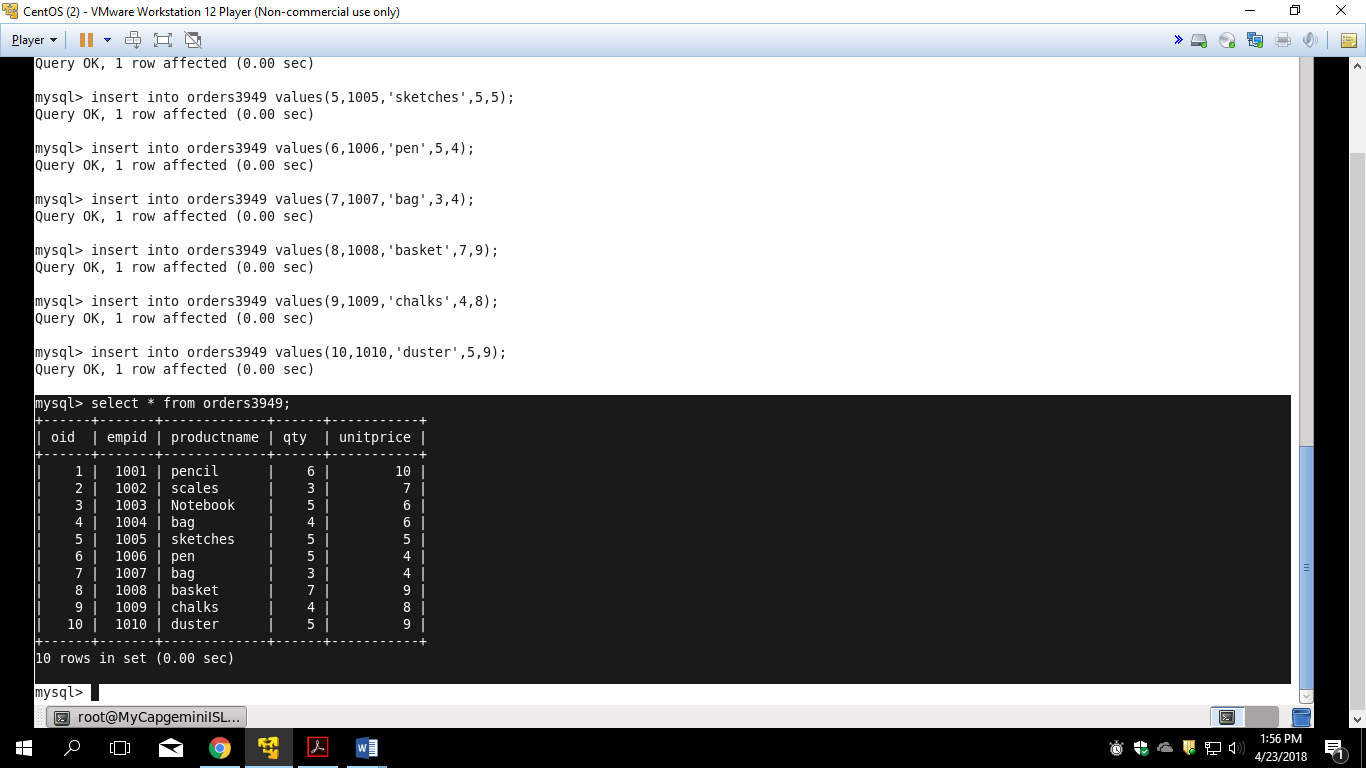 CentOS (2) - VMware Workstation 12 Player (Non-commercial use only)
Player
Query OK, 1 row affected (0.00 sec)
mysql> insert into orders3949 values(5,1005,'sketches',5,5);
Query OK, 1 row affected (0.00 sec)
mysql> insert into orders3949 values(6,1006,'pen',5,4);
Query OK, 1 row affected (0.00 sec)
mysql> insert into orders3949 values(7,1007,'bag',3,4);
Query OK, 1 row affected (0.00 sec)
mysql> insert into orders3949 values(8,1008,'basket',7,9);
Query OK, 1 row affected (0.00 sec)
mysql> insert into orders3949 values(9,1009,'chalks',4,8);
Query OK, 1 row affected (0.00 sec)
mysql> insert into orders3949 values(10,1010,'duster',5,9);
Query OK, 1 row affected (0.00 sec)
mysql> select * from orders3949;
+------+-------+-------------+------+-----------+
| oid  | empid | productname | qty  | unitprice |
+------+-------+-------------+------+-----------+
|    1 |  1001 | pencil      |    6 |        10 |
|    2 |  1002 | scales      |    3 |         7 |
|    3 |  1003 | Notebook    |    5 |         6 |
|    4 |  1004 | bag         |    4 |         6 |
|    5 |  1005 | sketches    |    5 |         5 |
|    6 |  1006 | pen         |    5 |         4 |
|    7 |  1007 | bag         |    3 |         4 |
|    8 |  1008 | basket      |    7 |         9 |
|    9 |  1009 | chalks      |    4 |         8 |
|   10 |  1010 | duster      |    5 |         9 |
+------+-------+-------------+------+-----------+
10 rows in set (0.00 sec)
mysql>
root@MyCapgeminiISL...
1:56 PM
4/23/2018
1